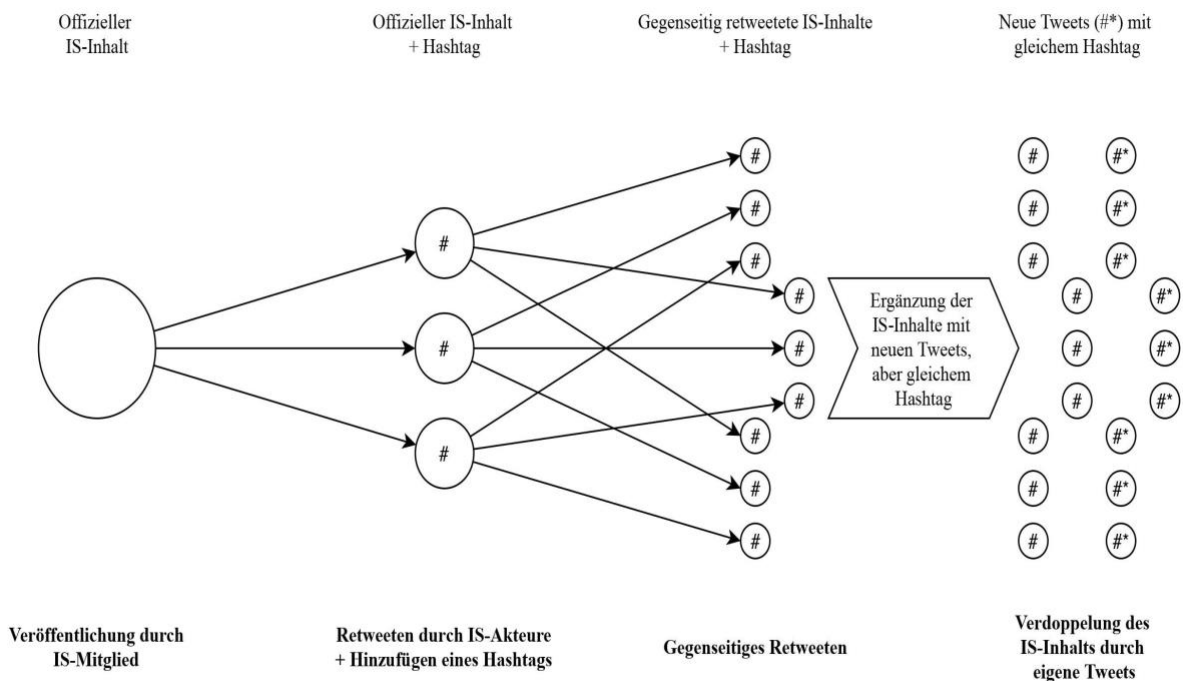 Offizieller
IS-Inhalt
Offizieller IS-Inhalt
+ Hashtag
Gegenseitig retweetete IS-Inhalte
+ Hashtag
Neue Tweets (#*) mit
gleichem Hashtag
#
#
#
#
#
#
#
#
#
#
#
#
Ergänzung der
IS-Inhalte mit
neuen Tweets,
aber gleichem
Hashtag
# #*
# #*
# #*
# #*
# #*
# #*
# #*
# #*
# #*
Veröffentlichung durch
IS-Mitglied
Retweeten durch IS-Akteure
+ Hinzufügen eines Hashtags
Gegenseitiges Retweeten
Verdoppelung des
IS-Inhalts durch
eigene Tweets